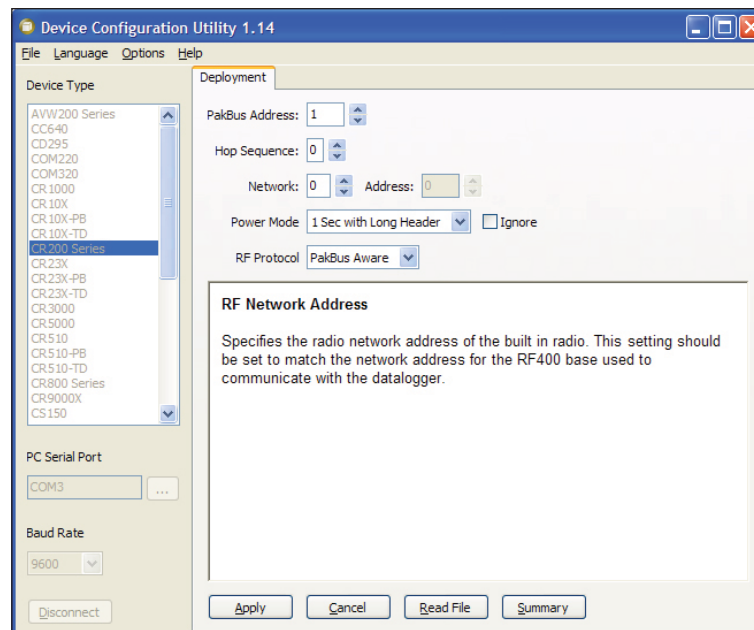 Device Configuration Utility 1.14
File Language Options Help
Device Type
AVW200 Series
CC640
CD295
COM220
COM320
CR1000
CR10X
CR10X-PB
CR10X-TD
CR200 Series
CR23X
CR23X-PB
CR23X-TD
CR3000
CR5000
CR510
CR510-PB
CR510-TD
CR800 Series
CR9000X
CS150
PC Serial Port
COM3 ...
Baud Rate
9600
Disconnect
Deployment
PakBus Address: 1
Hop Sequence: 0
Network: 0 Address: 0
Power Mode 1 Sec with Long Header Ignore
RF Protocol PakBus Aware
RF Network Address
Specifies the radio network address of the built in radio. This setting should
be set to match the network address for the RF400 base used to
communicate with the datalogger.
Apply Cancel Read File Summary